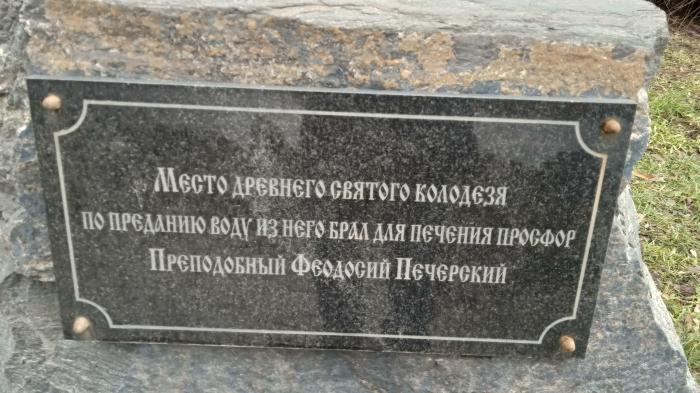 Место древнего святого колодезя
по преданию воду из него брал для печения просфор
Преподобный Феодосий Печерский